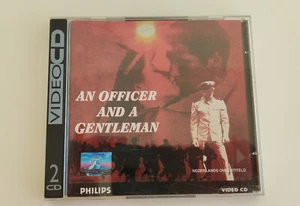 VIDEO CD
2
CD
AN OFFICER
AND A
GENTLEMAN
NEDERLANDS ONDERTITELD
PHILIPS
VIDEO CD